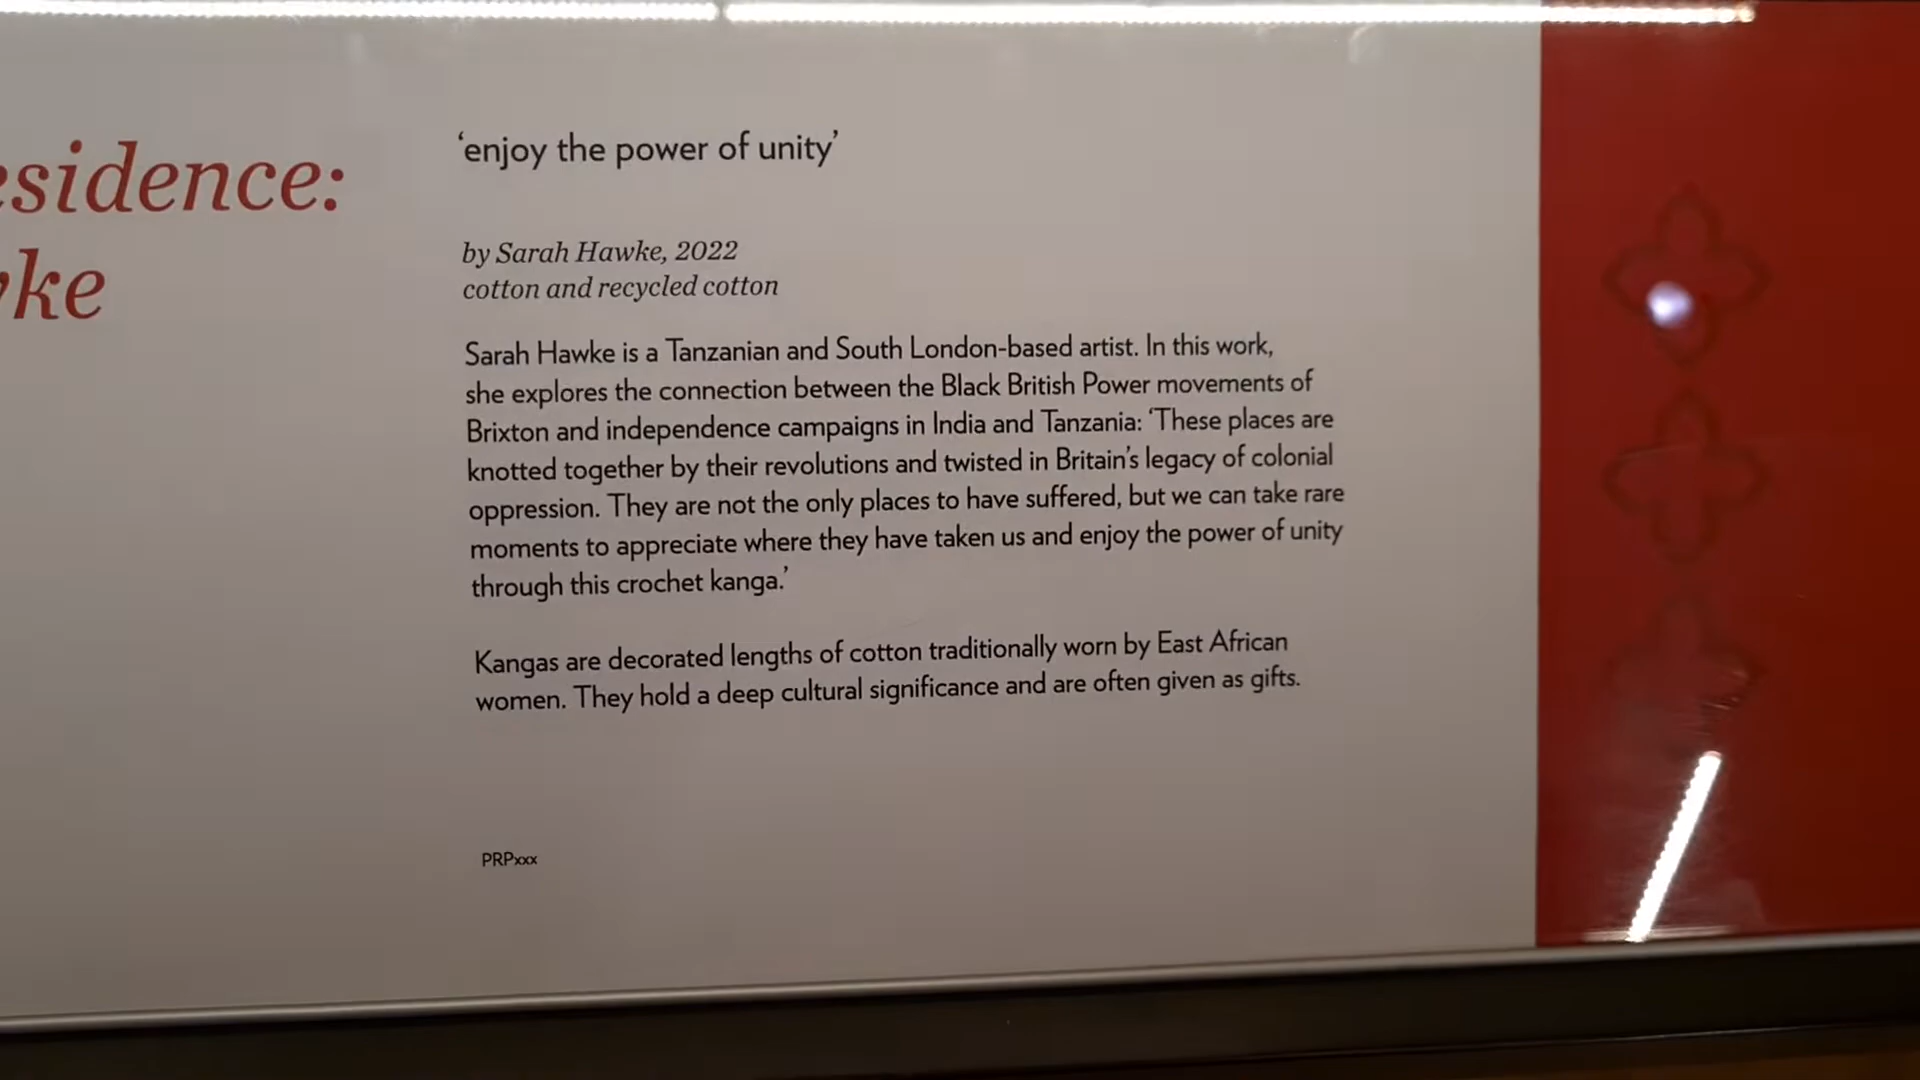 esidence:
ke
‘enjoy the power of unity’
by Sarah Hawke, 2022
cotton and recycled cotton
Sarah Hawke is a Tanzanian and South London-based artist. In this work,
she explores the connection between the Black British Power movements of
Brixton and independence campaigns in India and Tanzania: ‘These places are
knotted together by their revolutions and twisted in Britain’s legacy of colonial
oppression. They are not the only places to have suffered, but we can take rare
moments to appreciate where they have taken us and enjoy the power of unity
through this crochet kanga.’
Kangas are decorated lengths of cotton traditionally worn by East African
women. They hold a deep cultural significance and are often given as gifts.
PRPxxx